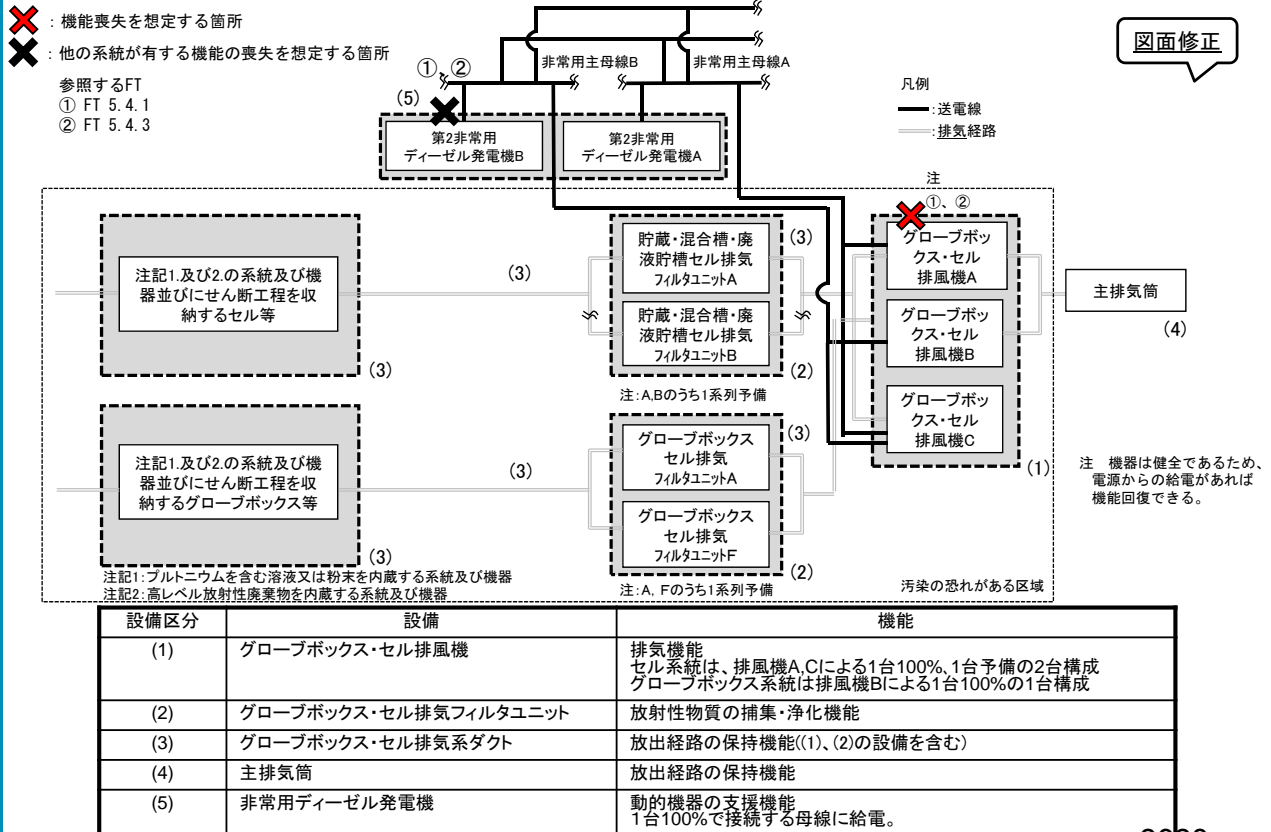 ：機能喪失を想定する箇所
：他の系統が有する機能の喪失を想定する箇所
参照するFT
① FT 5.4.1
② FT 5.4.3
①、②
(5)
非常用主母線B
非常用主母線A
第2非常用
ディーゼル発電機B
第2非常用
ディーゼル発電機A
図面修正
凡例
：送電線
：排気経路
注
①、②
注記1.及び2.の系統及び機
器並びにせん断工程を収
納するセル等
(3)
(3)
貯蔵・混合槽・廃
液貯槽セル排気
フィルタユニットA
(3)
貯蔵・混合槽・廃
液貯槽セル排気
フィルタユニットB
(2)
注：A,Bのうち1系列予備
グローブボッ
クス・セル
排風機A
グローブボッ
クス・セル
排風機B
グローブボッ
クス・セル
排風機C
(1)
主排気筒
(4)
注記1.及び2.の系統及び機
器並びにせん断工程を収
納するグローブボックス等
(3)
(3)
グローブボックス
セル排気
フィルタユニットA
(3)
グローブボックス
セル排気
フィルタユニットF
(2)
注：A, Fのうち1系列予備
注　機器は健全であるため、
電源からの給電があれば
機能回復できる。
注記1：プルトニウムを含む溶液又は粉末を内蔵する系統及び機器
注記2：高レベル放射性廃棄物を内蔵する系統及び機器
汚染の恐れがある区域
設備区分 設備 機能
(1) グローブボックス・セル排風機 排気機能
セル系統は、排風機A,Cによる1台100%、1台予備の2台構成
グローブボックス系統は排風機Bによる1台100%の1台構成
(2) グローブボックス・セル排気フィルタユニット 放射性物質の捕集・浄化機能
(3) グローブボックス・セル排気系ダクト 放出経路の保持機能((1)、(2)の設備を含む)
(4) 主排気筒 放出経路の保持機能
(5) 非常用ディーゼル発電機 動的機器の支援機能
1台100%で接続する母線に給電。